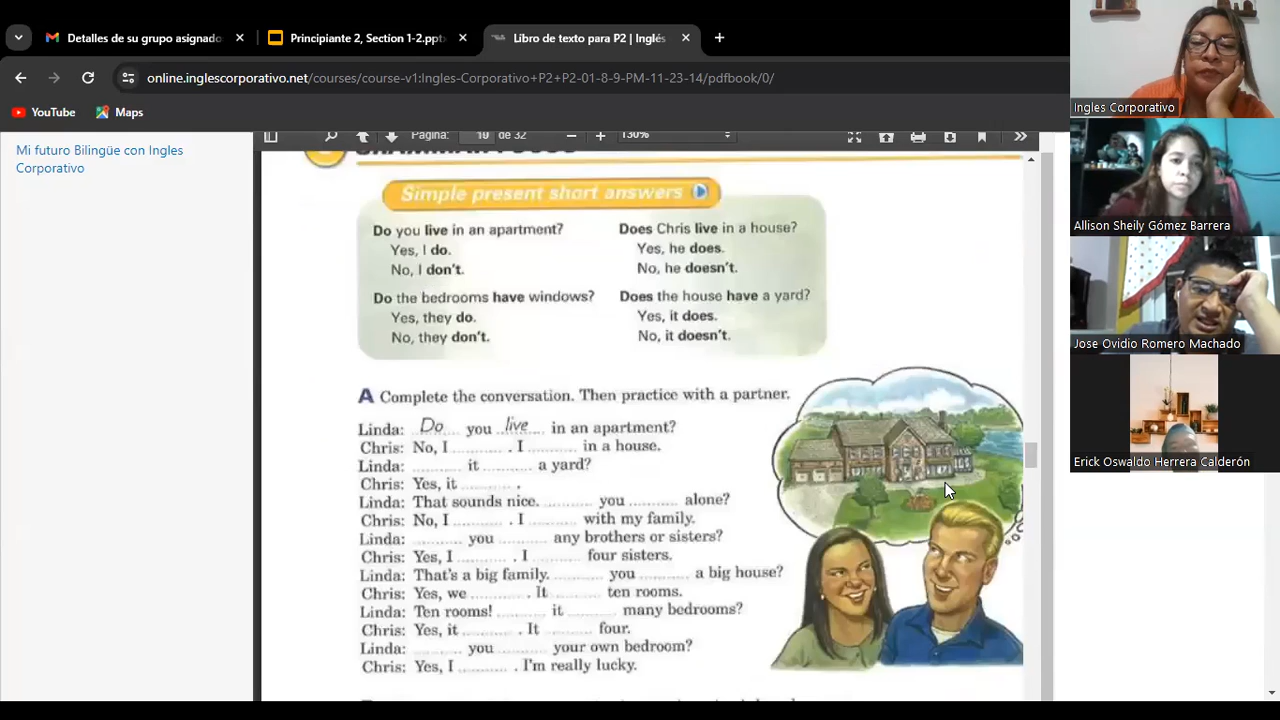 Detalles de su grupo asignado
Principiante 2, Section 1-2.ppt
Libro de texto para P2 | Inglés
online.inglescorporativo.net/courses/course-v1:Ingles-Corporativo+P2+P2-01-8-9-PM-11-23-14/pdfbook/0/
YouTube
Maps
Mi futuro Bilingüe con Ingles
Corporativo
Página:
10
de 32
130%
Simple present short answers
Do you live in an apartment?
Yes, I do.
No, I don't.
Do the bedrooms have windows?
Yes, they do.
No, they don't.
Does Chris live in a house?
Yes, he does.
No, he doesn't.
Does the house have a yard?
Yes, it does.
No, it doesn't.
A Complete the conversation. Then practice with a partner.
Linda: Do you live in an apartment?
Chris: No, I .......... . I .......... in a house.
Linda: .......... it .......... a yard?
Chris: Yes, it .......... .
Linda: That sounds nice. .......... you .......... alone?
Chris: No, I .......... . I .......... with my family.
Linda: .......... you .......... any brothers or sisters?
Chris: Yes, I .......... . I .......... four sisters.
Linda: That's a big family. .......... you .......... a big house?
Chris: Yes, we .......... . It .......... ten rooms.
Linda: Ten rooms! .......... it .......... many bedrooms?
Chris: Yes, it .......... . It .......... four.
Linda: .......... you .......... your own bedroom?
Chris: Yes, I .......... . I'm really lucky.
Ingles Corporativo
Allison Sheily Gómez Barrera
Jose Ovidio Romero Machado
Erick Oswaldo Herrera Calderón